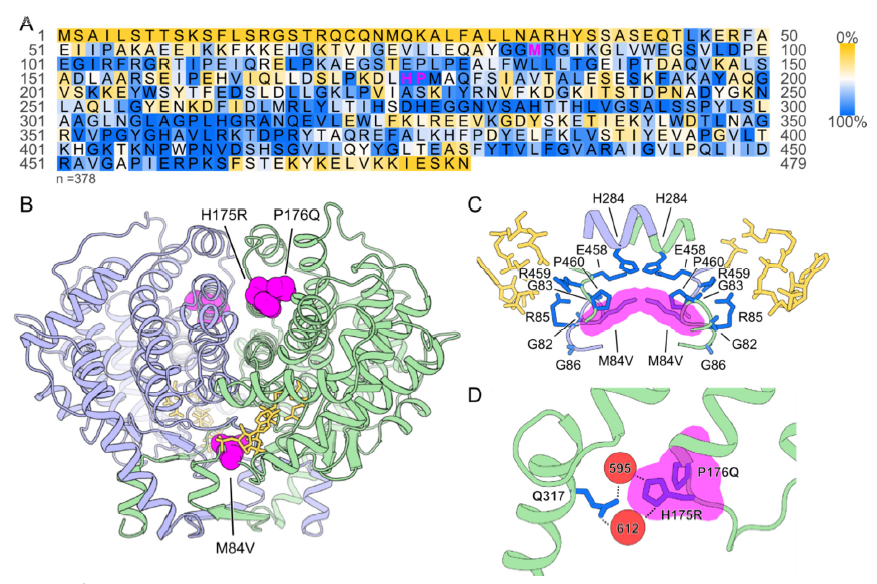 A
1 MSAILSTTSKSFLSRGSTRQCQNMQKALFALLNARHYSSASEQTLKERFA 50
51 EIIPAKAEEIKKFKKEHGKTVIGEVLLEQAYGGMRGIKGLVWEGSVLDPE 100
101 EGIRFRGRTIPEIQRELPKAEGSTEPLPEALFWLLLTGEIPTDAQVKALS 150
151 ADLAARSEIPEHVIQLLDSLPKDLHPMAQFSIAVTALESESKFAKAYAQG 200
201 VSKKEYWSYTFEDSLDLLGKLPVIASKIYRNVFKDGKITSTDPNADYGKN 250
251 LAQLLGYENKDFIDLMRLYLTIHSDHEGGNVSAHTTHLVGSALSSPYLSL 300
301 AAGLNGLAGPLHGRANQEVLEWLFKLREEVKGDYSKETIEKYLWDTLNAG 350
351 RVVPGYGHAVLRKTDPRYTAQREFALKHFPDYELFKLVSTIYEVAPGVLT 400
401 KHGKTKNPWPNVDSHSGVLLQYYGLTEASFYTVLFGVARAIGVLPQLIID 450
451 RAVGAPIERPKSFSTEKYKELVKKIESKN 479
n =378
0%
100%
B
H175R P176Q
M84V
C
H284 H284
E458 E458
P460 P460
R459 R459
G83 G83
R85 R85
G82 G82
G86 M84V M84V G86
D
595
P176Q
Q317
H175R
612